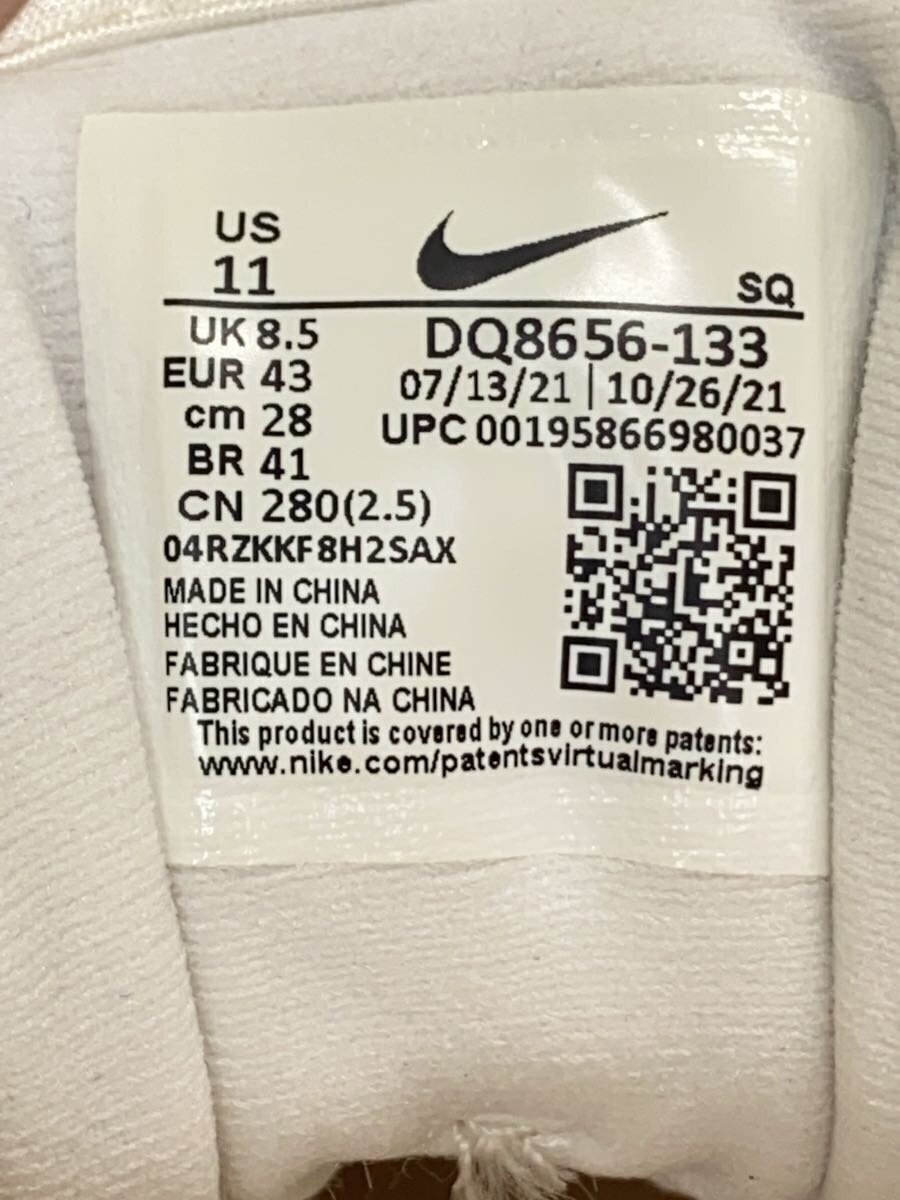 US
11
SQ
UK 8.5
EUR 43
cm 28
BR 41
CN 280(2.5)
DQ8656-133
07/13/21 | 10/26/21
UPC 00195866980037
04RZKKF8H2SAX
MADE IN CHINA
HECHO EN CHINA
FABRIQUE EN CHINE
FABRICADO NA CHINA
This product is covered by one or more patents:
www.nike.com/patentsvirtualmarking